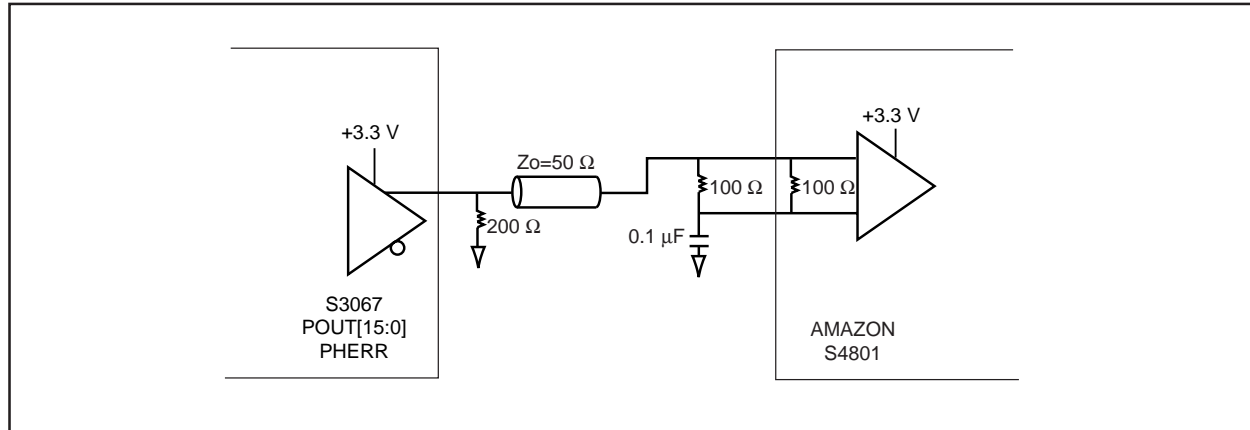 +3.3 V
+3.3 V
Zo=50 Ω
100 Ω
100 Ω
200 Ω
0.1 µF
S3067
POUT[15:0]
PHERR
AMAZON
S4801